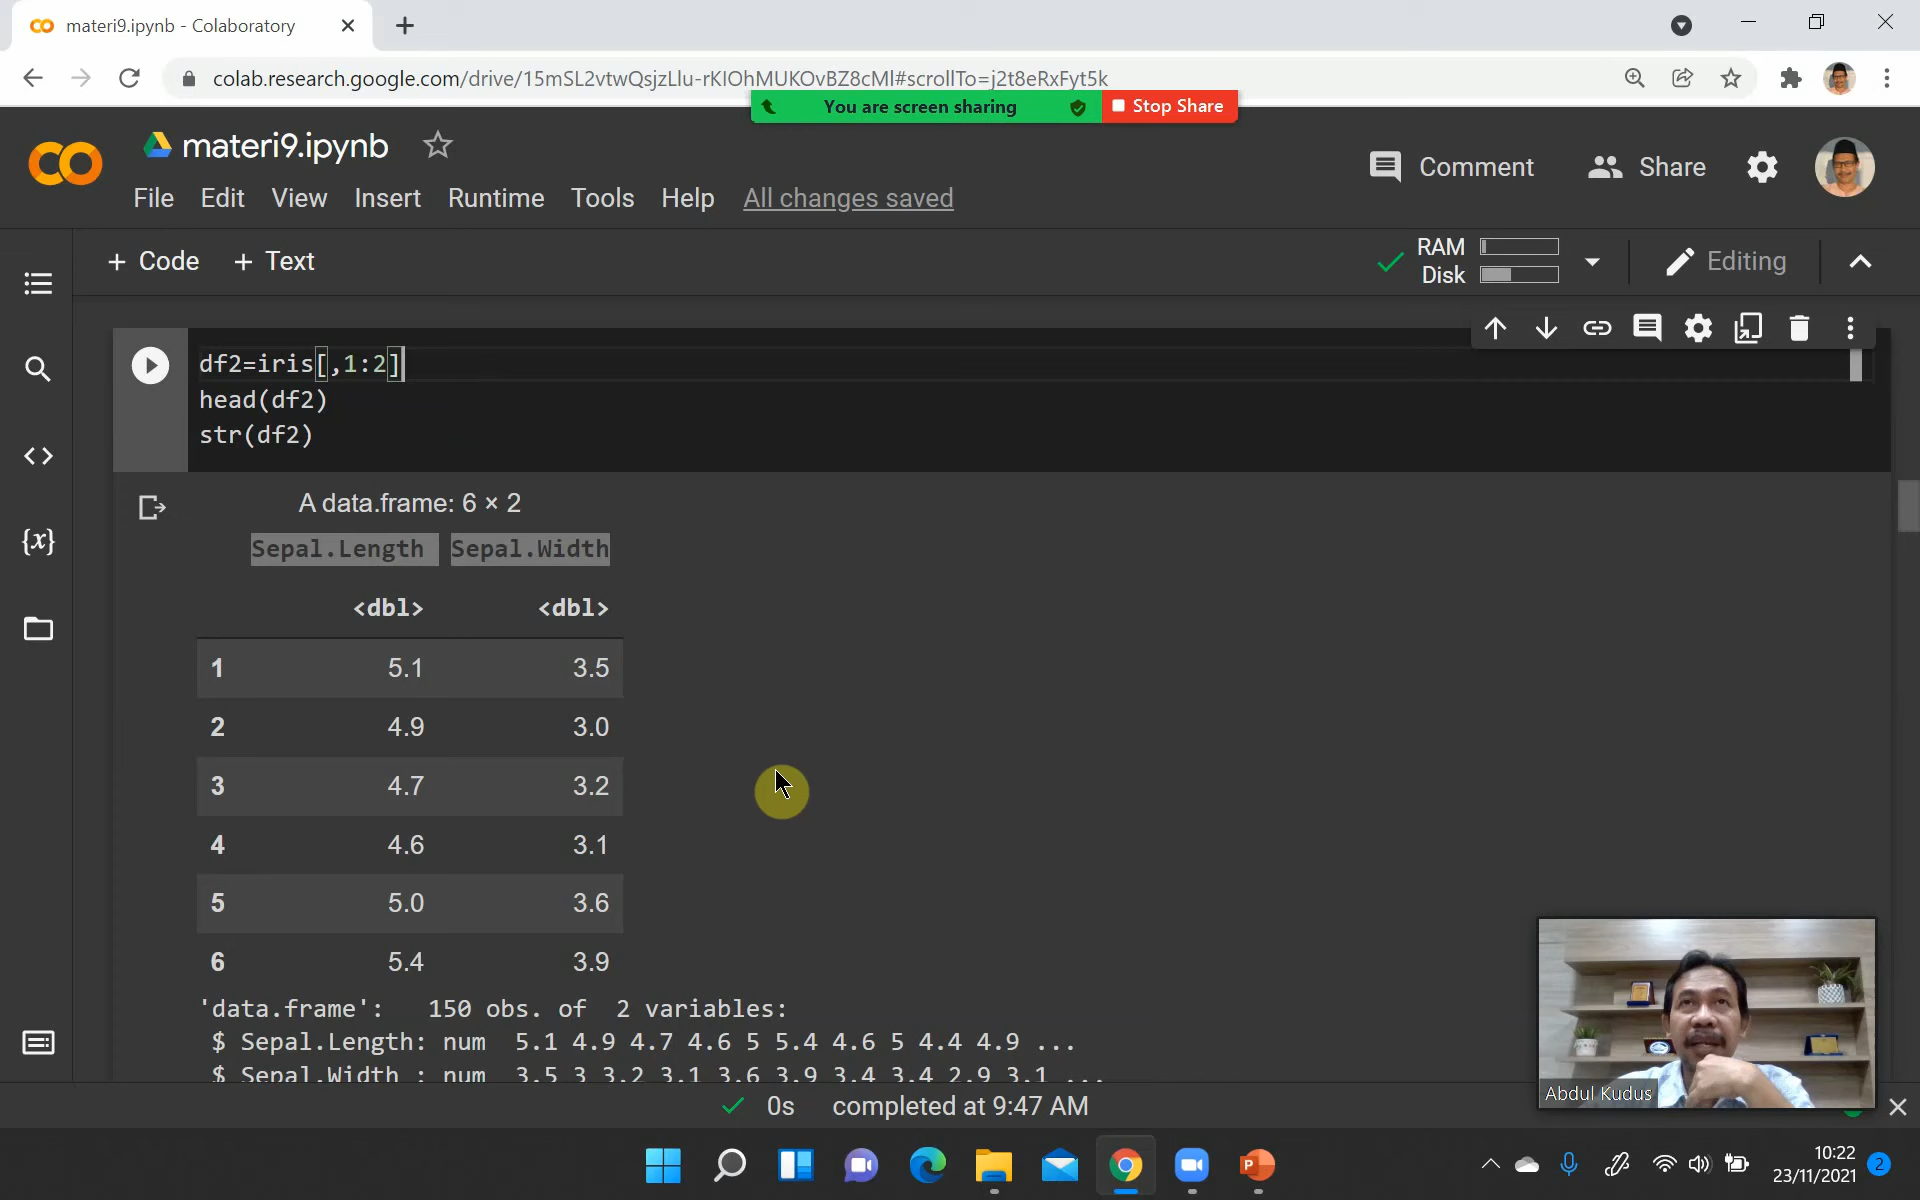 materi9.ipynb - Colaboratory
colab.research.google.com/drive/15mSL2vtwQsjzLlu-rKIOhMUKOvBZ8cMl#scrollTo=j2t8eRxFyt5k
You are screen sharing
Stop Share
materi9.ipynb
Comment
Share
File Edit View Insert Runtime Tools Help All changes saved
+ Code + Text
RAM
Disk
Editing
df2=iris[,1:2]
head(df2)
str(df2)
A data.frame: 6 × 2
Sepal.Length Sepal.Width
<dbl> <dbl>
1 5.1 3.5
2 4.9 3.0
3 4.7 3.2
4 4.6 3.1
5 5.0 3.6
6 5.4 3.9
'data.frame': 150 obs. of 2 variables:
$ Sepal.Length: num 5.1 4.9 4.7 4.6 5 5.4 4.6 5 4.4 4.9 ...
$ Sepal.Width : num 3.5 3 3.2 3.1 3.6 3.9 3.4 3.4 2.9 3.1 ...
Abdul Kudus
0s completed at 9:47 AM
10:22
23/11/2021
2